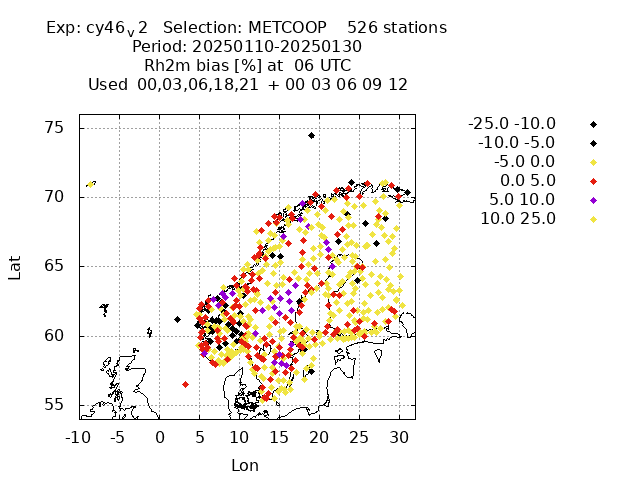 Exp: cy46v2 Selection: METCOOP 526 stations
Period: 20250110-20250130
Rh2m bias [%] at 06 UTC
Used 00,03,06,18,21 + 00 03 06 09 12
-25.0 -10.0
-10.0 -5.0
-5.0 0.0
0.0 5.0
5.0 10.0
10.0 25.0
75
70
65
60
55
Lat
-10 -5 0 5 10 15 20 25 30
Lon